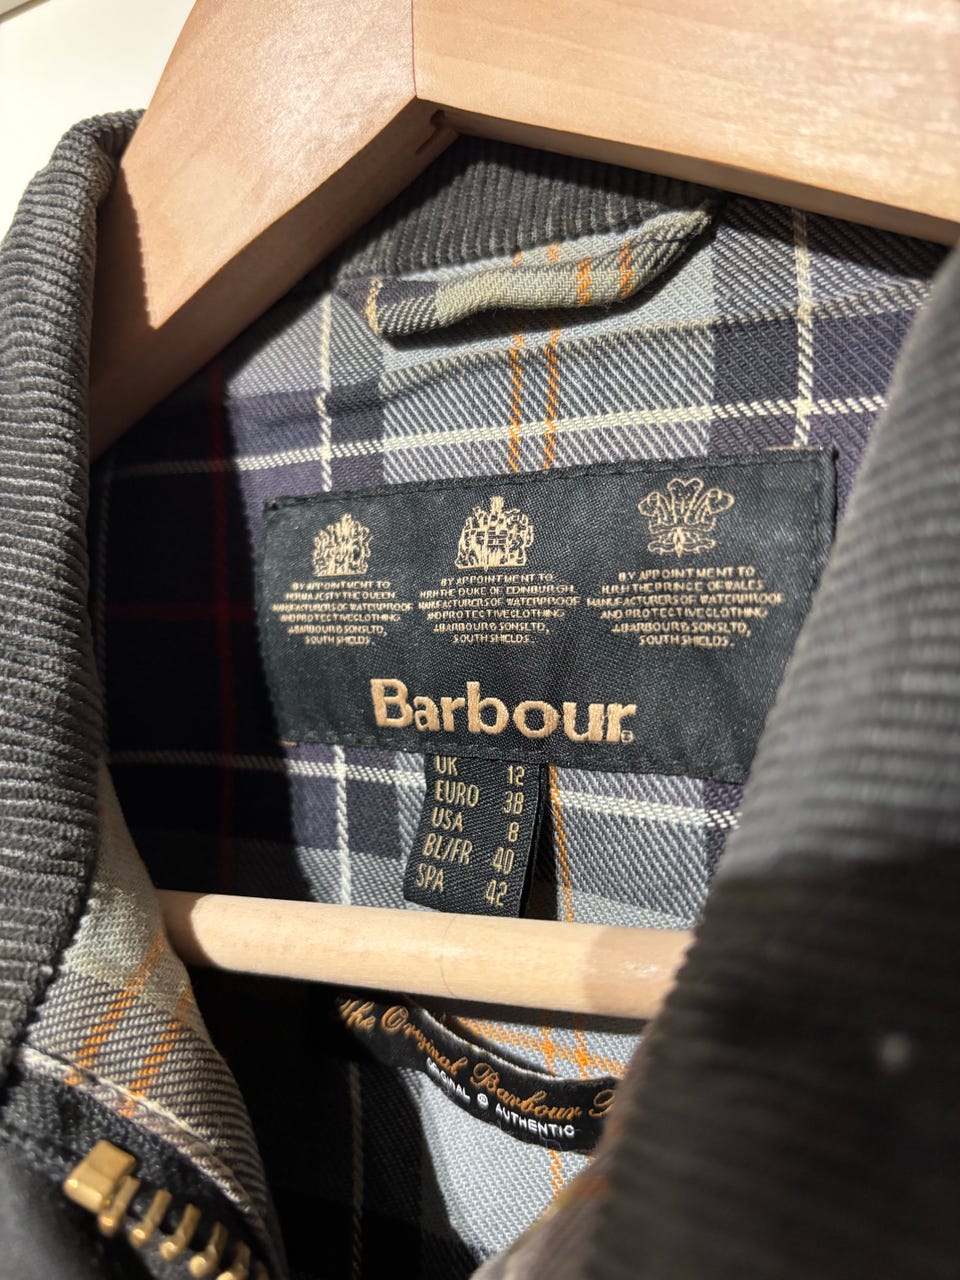 BY APPOINTMENT TO
HER MAJESTY THE QUEEN
MANUFACTURERS OF WATERPROOF
AND PROTECTIVE CLOTHING
J.BARBOUR & SONS LTD,
SOUTH SHIELDS.
BY APPOINTMENT TO
H.R.H THE DUKE OF EDINBURGH,
MANUFACTURERS OF WATERPROOF
AND PROTECTIVE CLOTHING
J.BARBOUR & SONS LTD,
SOUTH SHIELDS.
BY APPOINTMENT TO
H.R.H THE PRINCE OF WALES
MANUFACTURERS OF WATERPROOF
AND PROTECTIVE CLOTHING
J.BARBOUR & SONS LTD,
SOUTH SHIELDS.
Barbour
UK 12
EURO 38
USA 8
BL/FR 40
SPA 42
The Original Barbour
ORIGINAL & AUTHENTIC